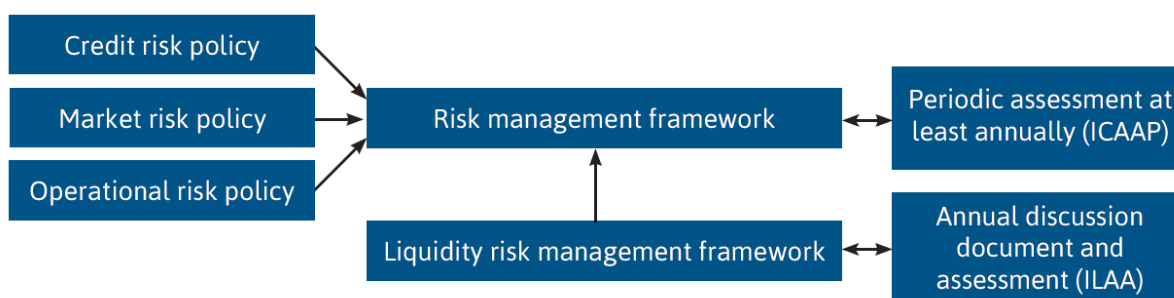 Credit risk policy
Market risk policy
Operational risk policy
Risk management framework
Liquidity risk management framework
Periodic assessment at
least annually (ICAAP)
Annual discussion
document and
assessment (ILAA)